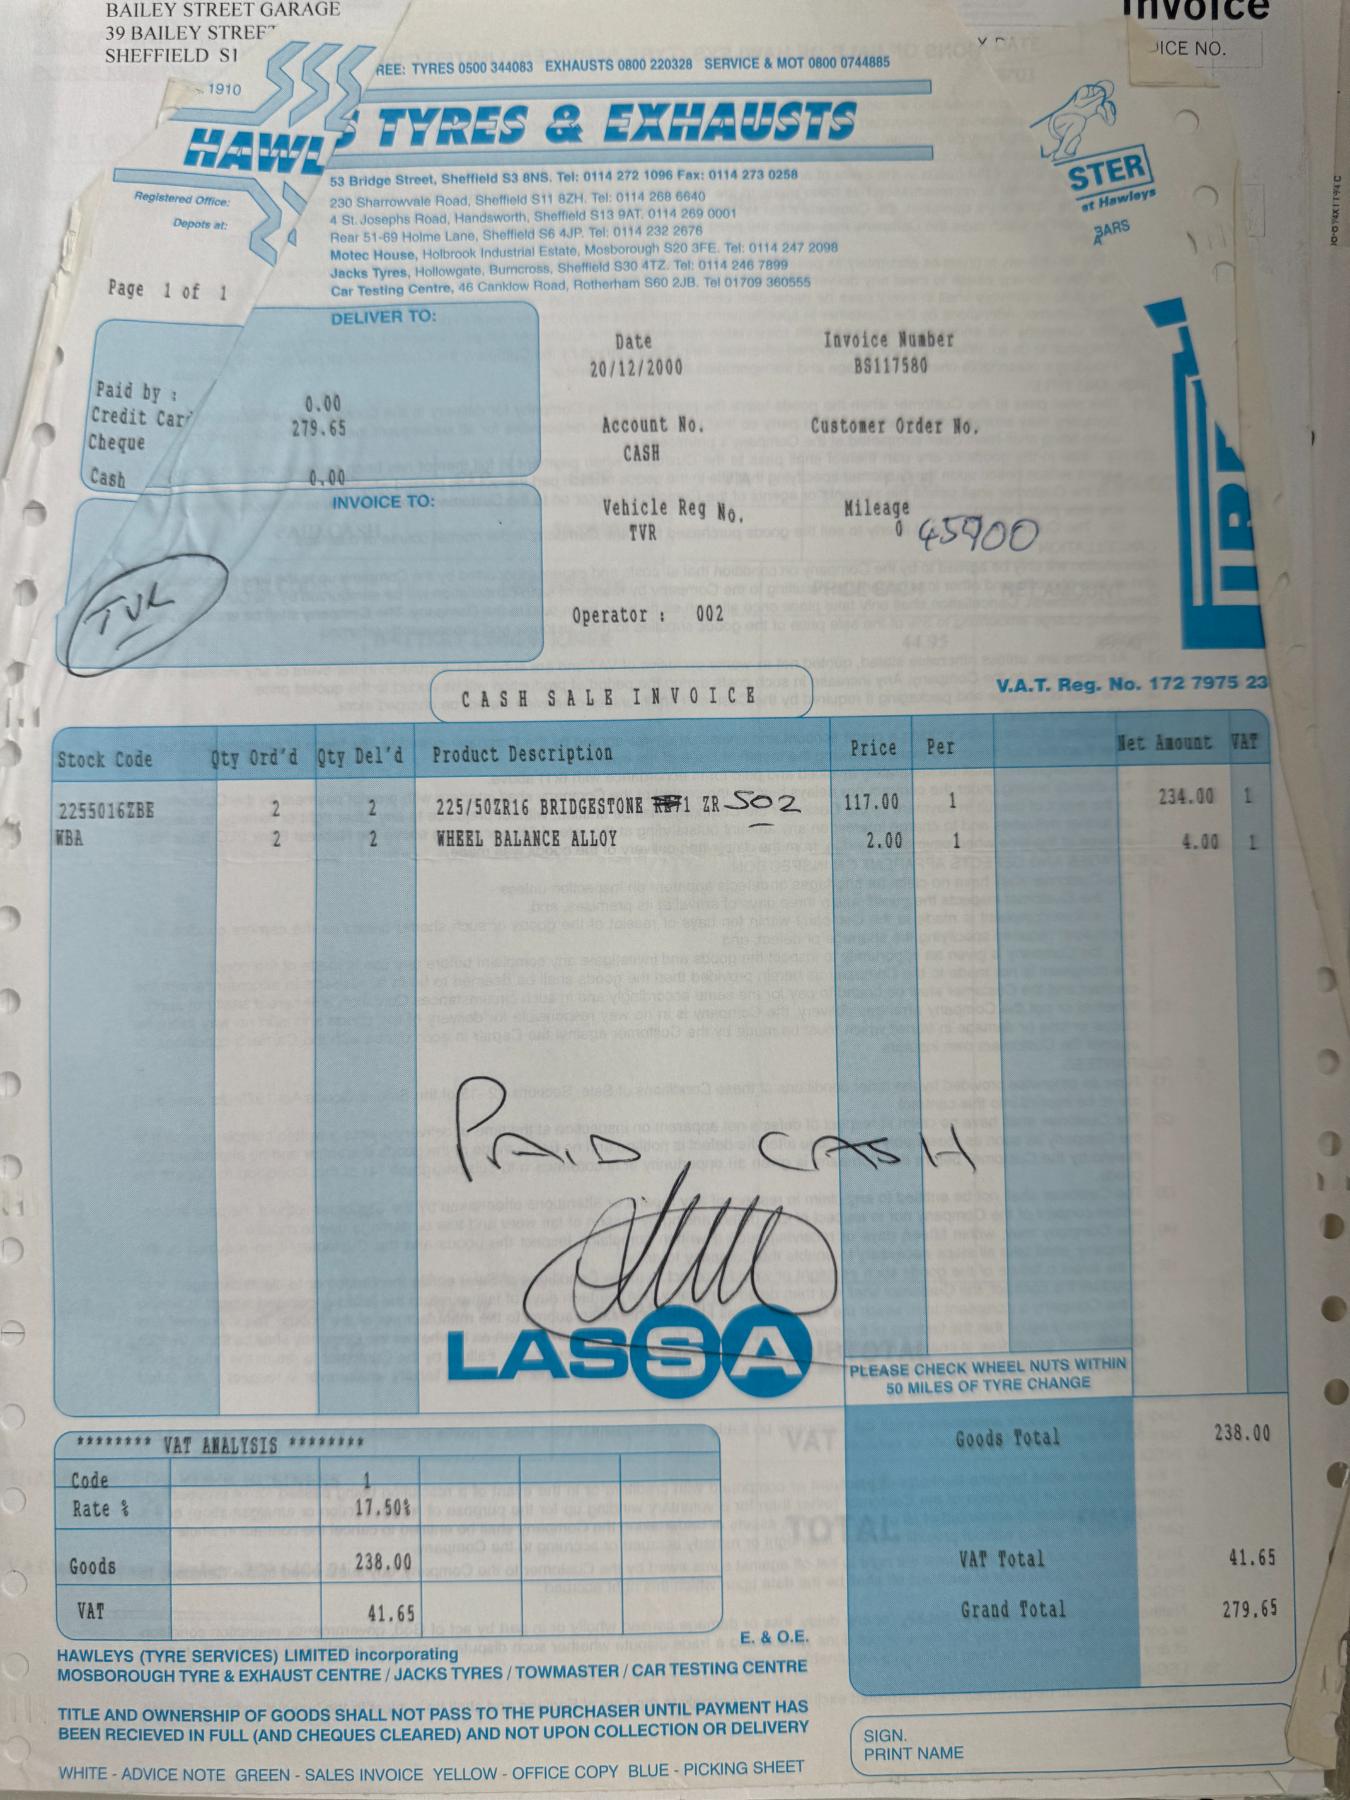 BAILEY STREET GARAGE
39 BAILEY STREET
SHEFFIELD S1
Invoice
ICE NO.
REE: TYRES 0500 344083 EXHAUSTS 0800 220328 SERVICE & MOT 0800 0744885
1910
HAWL S TYRES & EXHAUSTS
STER
at Hawleys
Registered Office:
53 Bridge Street, Sheffield S3 8NS. Tel: 0114 272 1096 Fax: 0114 273 0258
Depots at:
230 Sharrowvale Road, Sheffield S11 8ZH. Tel: 0114 268 6640
4 St. Josephs Road, Handsworth, Sheffield S13 9AT. 0114 269 0001
Rear 51-69 Holme Lane, Sheffield S6 4JP. Tel: 0114 232 2676
Motec House, Holbrook Industrial Estate, Mosborough S20 3FE. Tel: 0114 247 2098
Jacks Tyres, Hollowgate, Burncross, Sheffield S30 4TZ. Tel: 0114 246 7899
Car Testing Centre, 46 Canklow Road, Rotherham S60 2JB. Tel 01709 360555
Page 1 of 1
DELIVER TO:
Date Invoice Number
20/12/2000 BS117580
Paid by :
Credit Car 0.00
Cheque 279.65
Cash 0.00
Account No. Customer Order No.
CASH
INVOICE TO:
Vehicle Reg No. Mileage
TVR 0 45900
TVR
Operator : 002
CASH SALE INVOICE
V.A.T. Reg. No. 172 7975 23
Stock Code Qty Ord'd Qty Del'd Product Description Price Per Net Amount VAT
2255016ZBE 2 2 225/50ZR16 BRIDGESTONE RE71 ZR S02 117.00 1 234.00 1
WBA 2 2 WHEEL BALANCE ALLOY 2.00 1 4.00 1
PAID CASH
LASSA
PLEASE CHECK WHEEL NUTS WITHIN
50 MILES OF TYRE CHANGE
******** VAT ANALYSIS ********
Code 1
Rate % 17.50%
Goods 238.00
VAT 41.65
Goods Total 238.00
VAT Total 41.65
Grand Total 279.65
E. & O.E.
HAWLEYS (TYRE SERVICES) LIMITED incorporating
MOSBOROUGH TYRE & EXHAUST CENTRE / JACKS TYRES / TOWMASTER / CAR TESTING CENTRE
TITLE AND OWNERSHIP OF GOODS SHALL NOT PASS TO THE PURCHASER UNTIL PAYMENT HAS
BEEN RECIEVED IN FULL (AND CHEQUES CLEARED) AND NOT UPON COLLECTION OR DELIVERY
WHITE - ADVICE NOTE GREEN - SALES INVOICE YELLOW - OFFICE COPY BLUE - PICKING SHEET
SIGN.
PRINT NAME